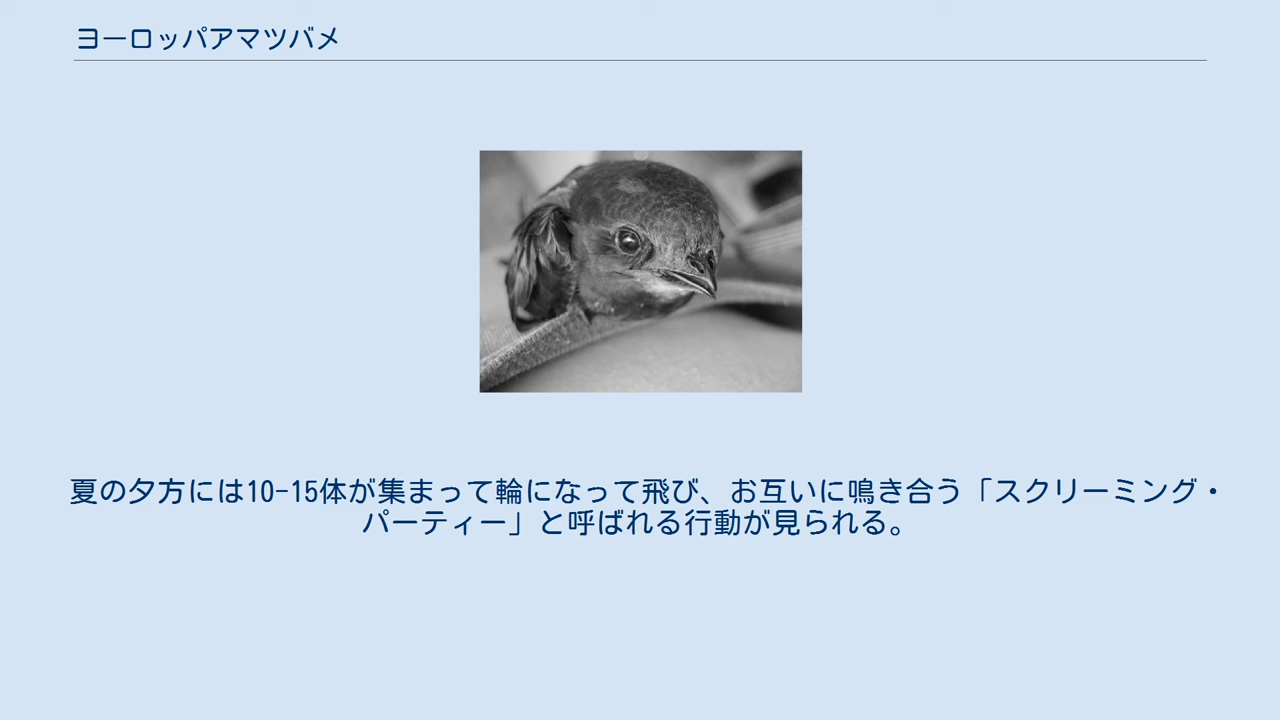 ヨーロッパアマツバメ
夏の夕方には10-15体が集まって輪になって飛び、お互いに鳴き合う「スクリーミング・
パーティー」と呼ばれる行動が見られる。